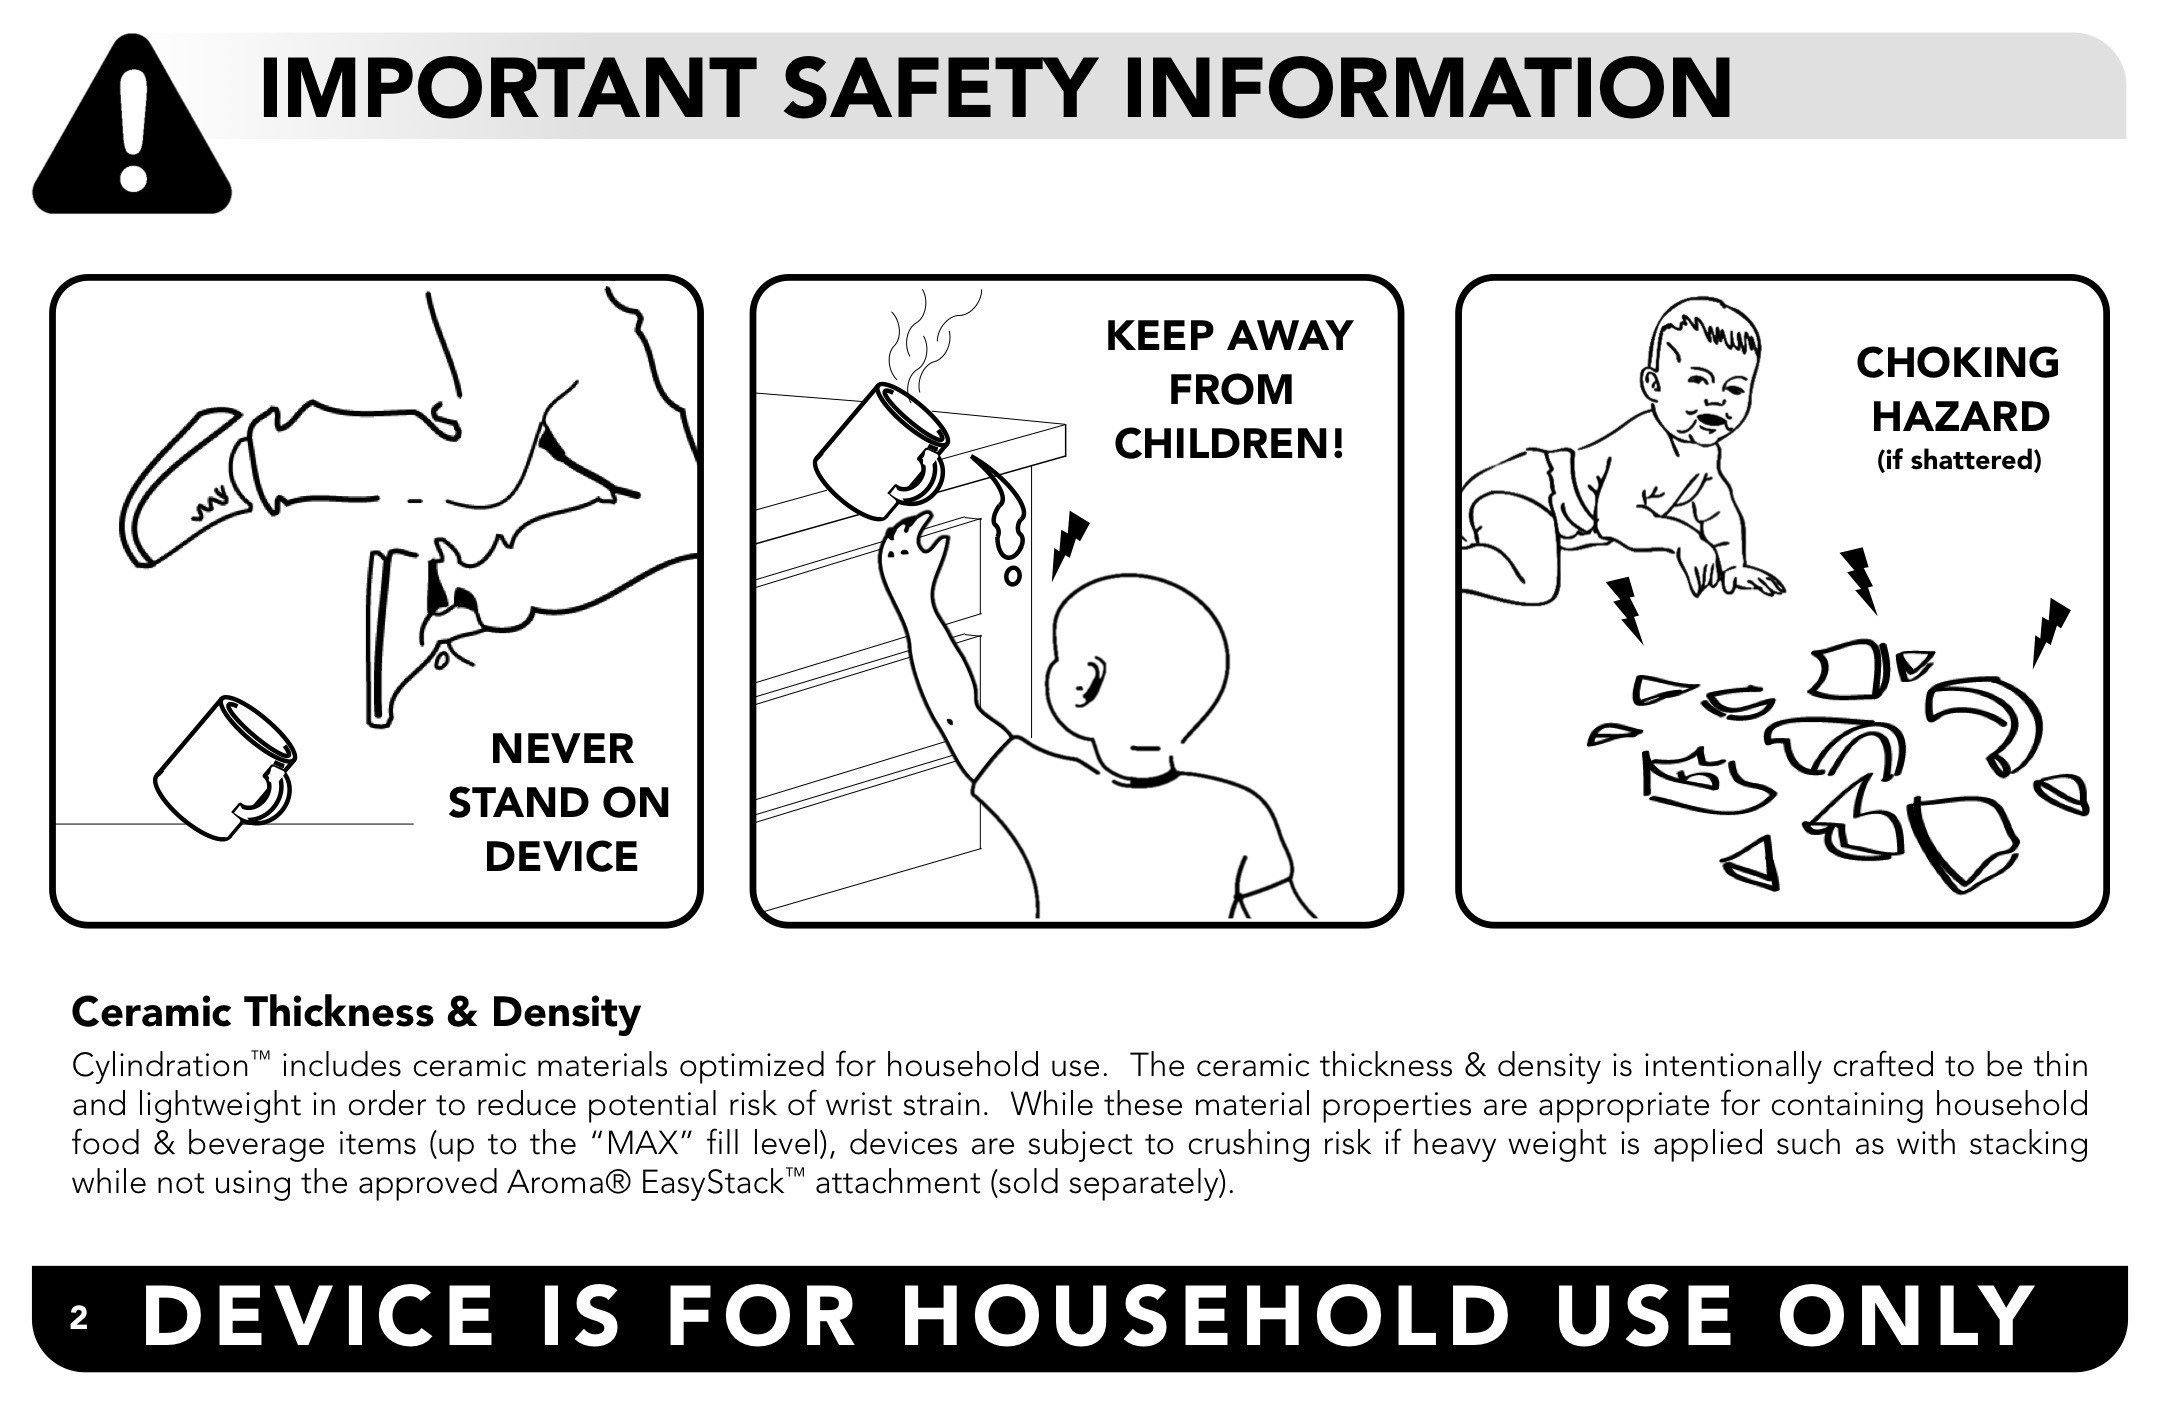 IMPORTANT SAFETY INFORMATION
NEVER
STAND ON
DEVICE
KEEP AWAY
FROM
CHILDREN!
CHOKING
HAZARD
(if shattered)
Ceramic Thickness & Density
Cylindration™ includes ceramic materials optimized for household use.  The ceramic thickness & density is intentionally crafted to be thin
and lightweight in order to reduce potential risk of wrist strain.  While these material properties are appropriate for containing household
food & beverage items (up to the “MAX” fill level), devices are subject to crushing risk if heavy weight is applied such as with stacking
while not using the approved Aroma® EasyStack™ attachment (sold separately).
2 DEVICE IS FOR HOUSEHOLD USE ONLY